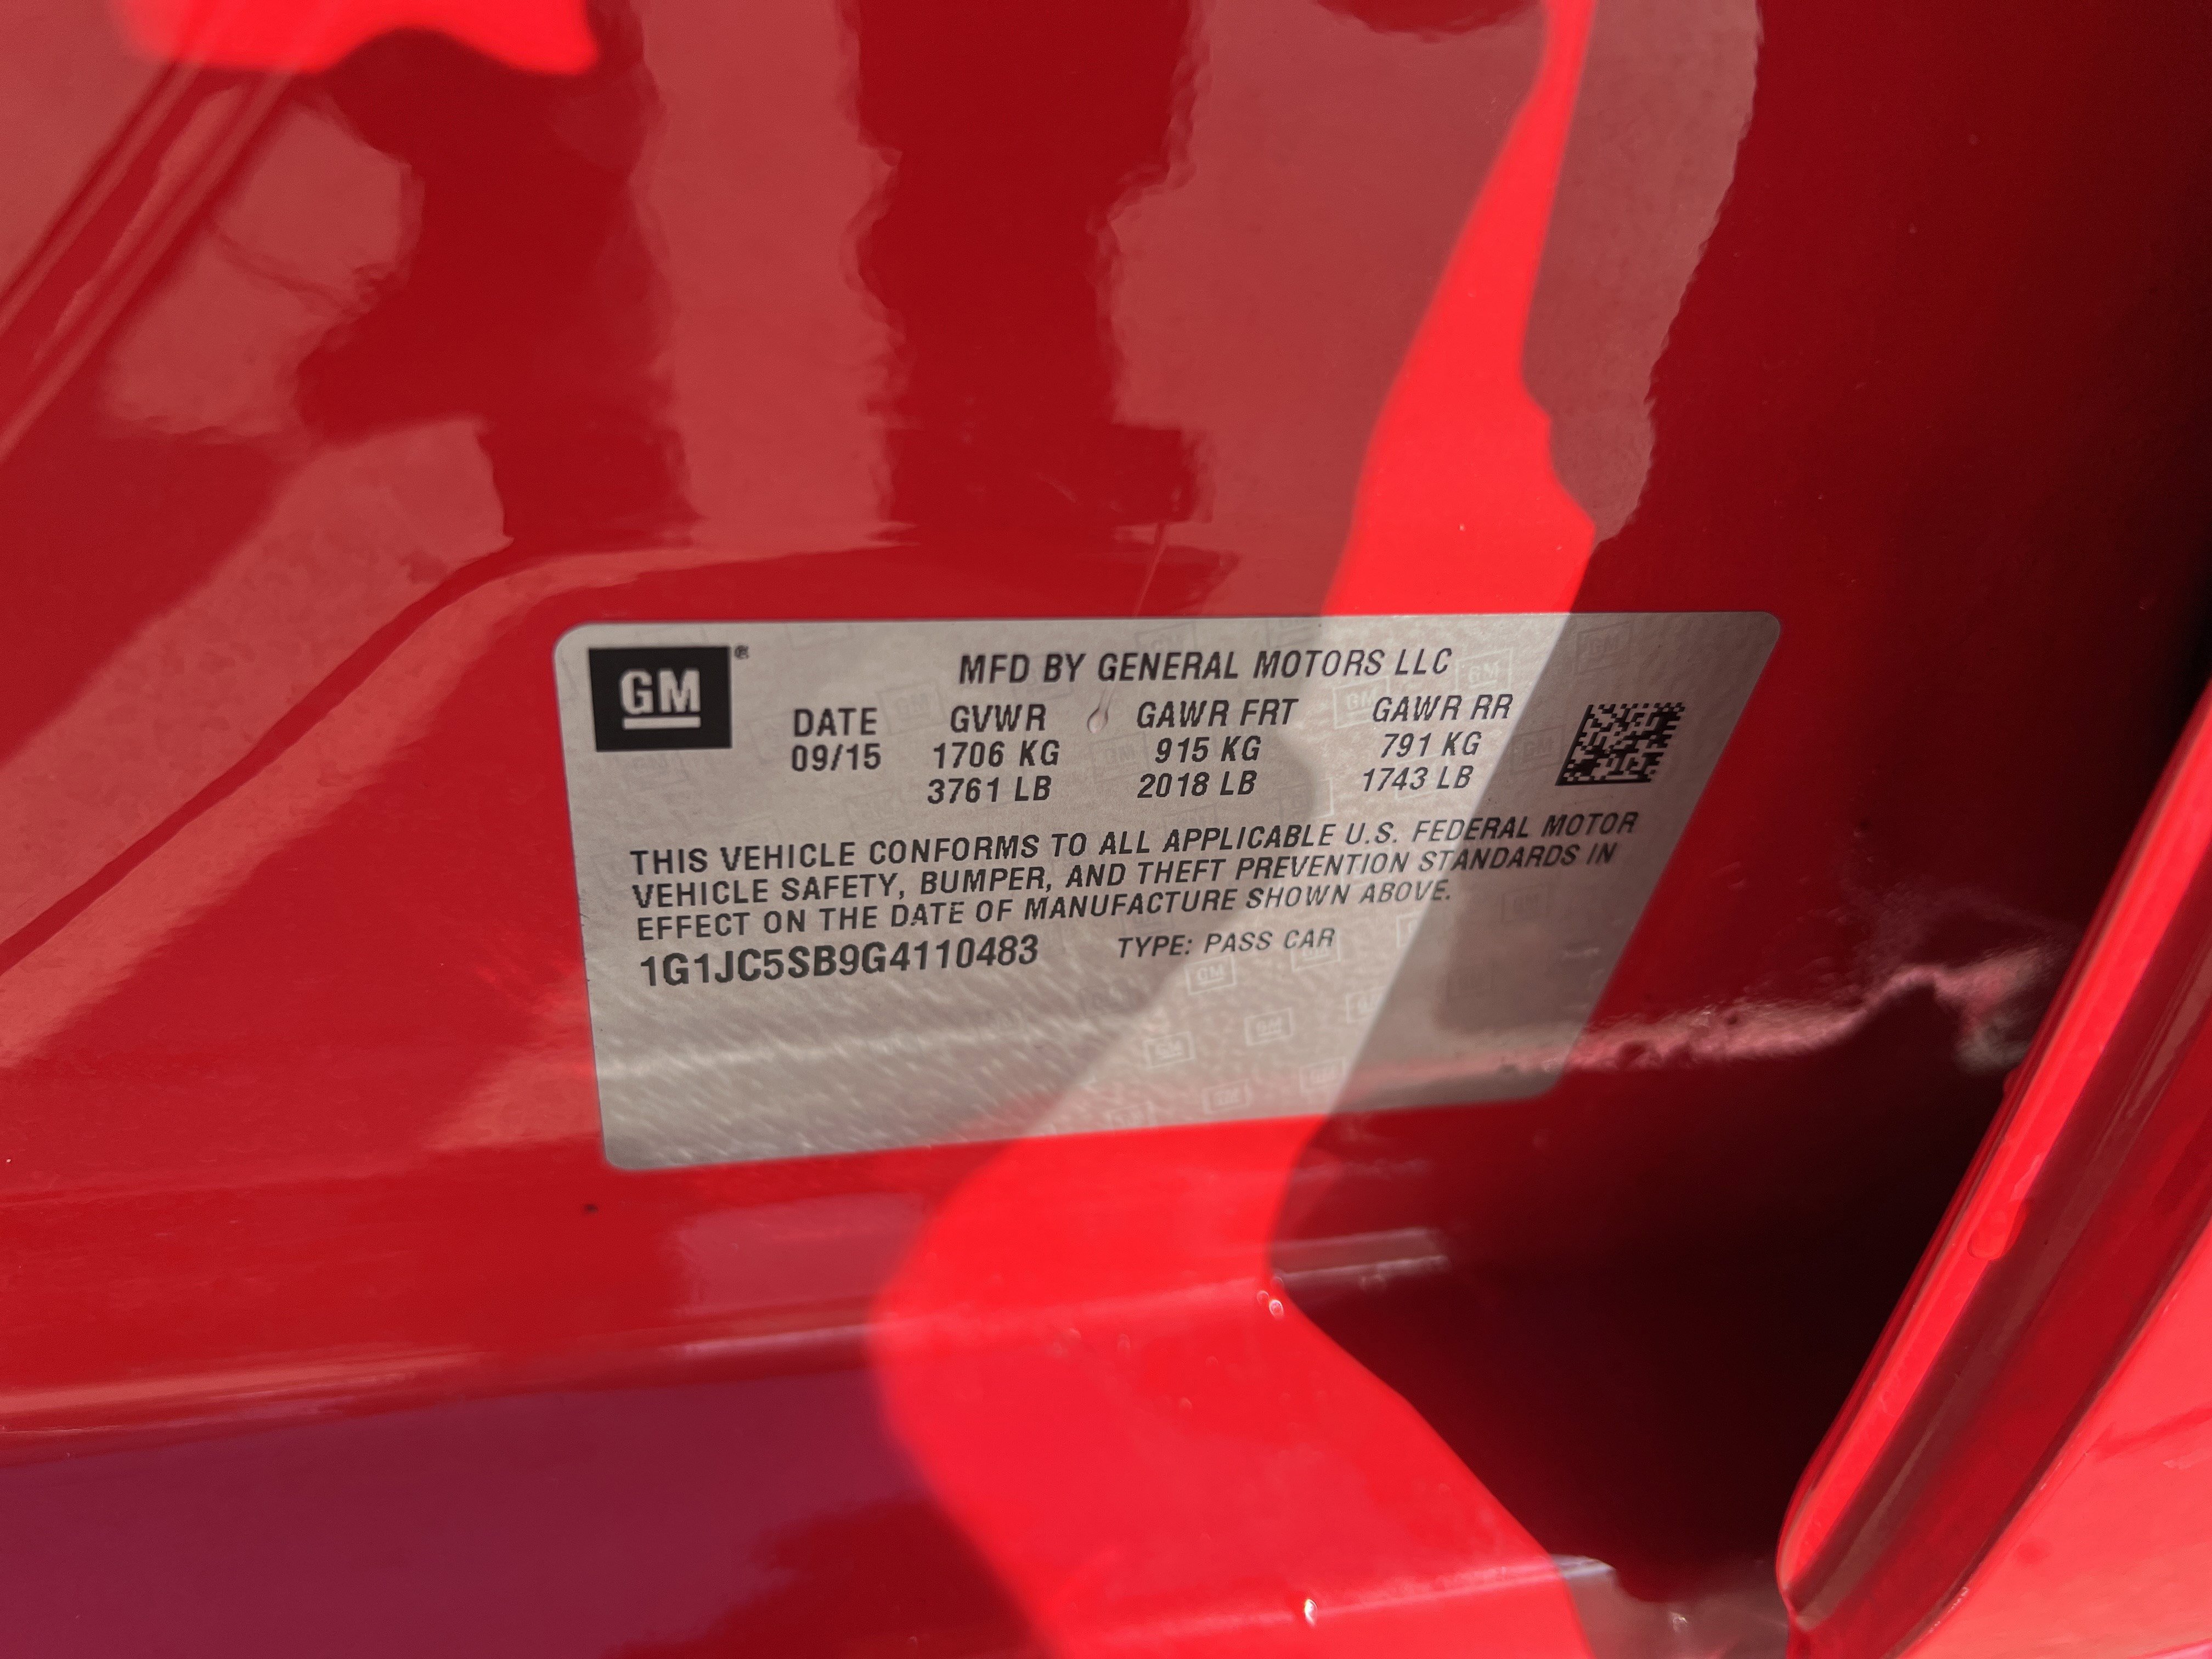 GM®
MFD BY GENERAL MOTORS LLC
DATE GVWR GAWR FRT GAWR RR
09/15 1706 KG 915 KG 791 KG
3761 LB 2018 LB 1743 LB
THIS VEHICLE CONFORMS TO ALL APPLICABLE U.S. FEDERAL MOTOR
VEHICLE SAFETY, BUMPER, AND THEFT PREVENTION STANDARDS IN
EFFECT ON THE DATE OF MANUFACTURE SHOWN ABOVE.
1G1JC5SB9G4110483 TYPE: PASS CAR